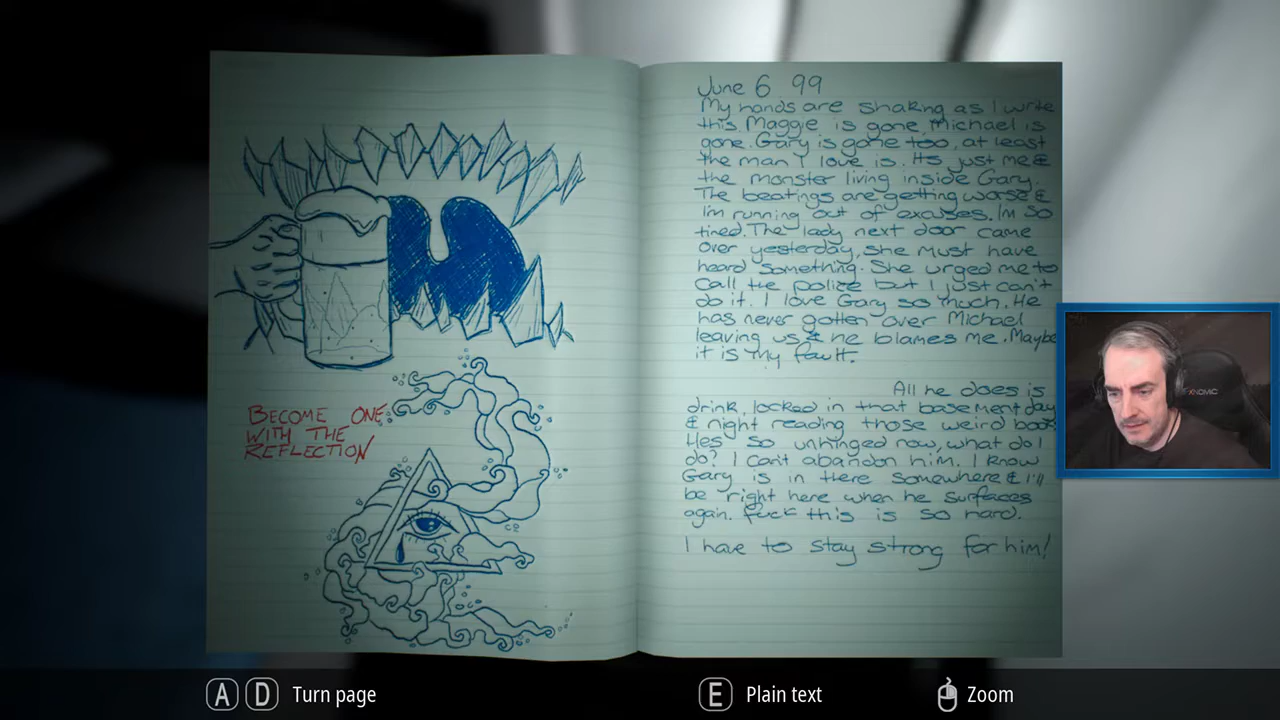 BECOME ONE
WITH THE
REFLECTION
June 6 99
My hands are shaking as I write
this. Maggie is gone, Michael is
gone. Gary is gone too, at least
the man I love is. Its just me &
the monster living inside Gary.
The beatings are getting worse &
I'm running out of excuses. Im so
tired. The lady next door came
over yesterday, she must have
heard something. She urged me to
call the police but I just can't
do it. I love Gary so much. He
has never gotten over Michael
leaving us & he blames me. Maybe
it is my fault.
All he does is
drink, locked in that basement day
& night reading those weird books
Hes so unhinged now, what do I
do? I can't abandon him. I know
Gary is in there somewhere & I'll
be right here when he surfaces
again. Fuck this is so hard.
I have to stay strong for him!
XNOMIC
A D Turn page
E Plain text
Zoom